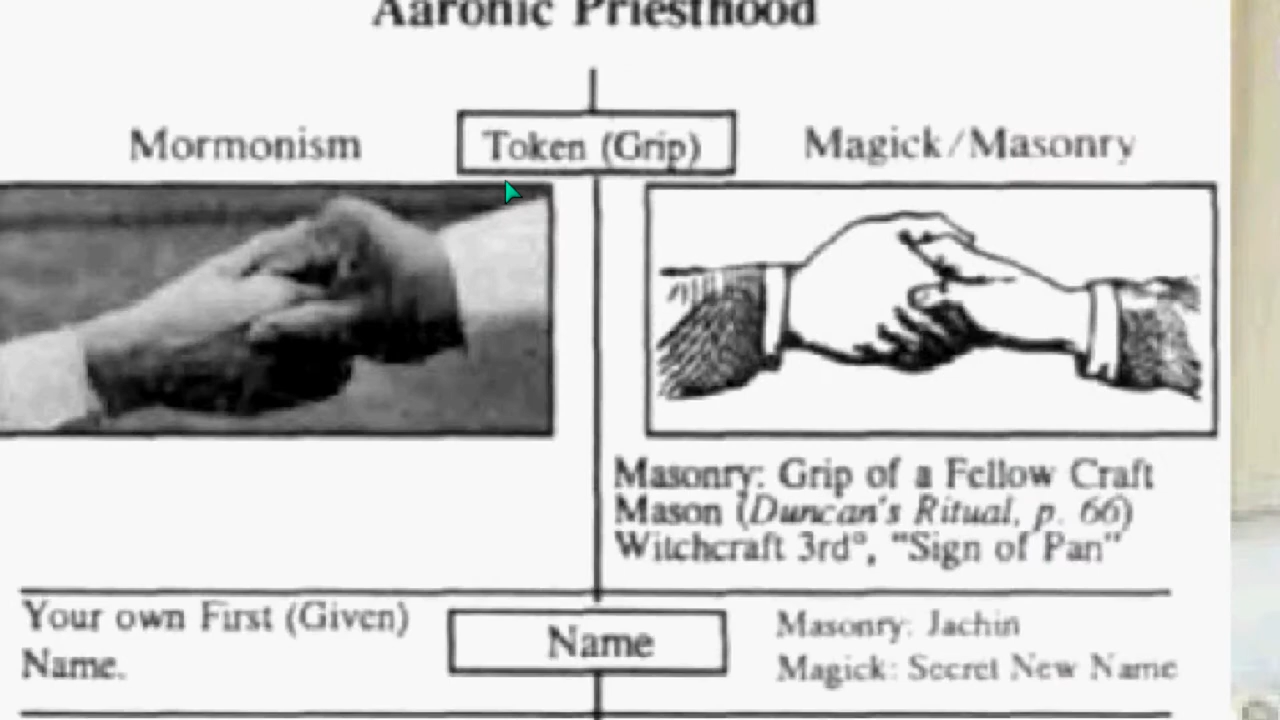 Aaronic Priesthood
Mormonism
Token (Grip)
Magick/Masonry
Masonry: Grip of a Fellow Craft
Mason (Duncan's Ritual, p. 66)
Witchcraft 3rd°, "Sign of Pan"
Your own First (Given)
Name.
Name
Masonry: Jachin
Magick: Secret New Name